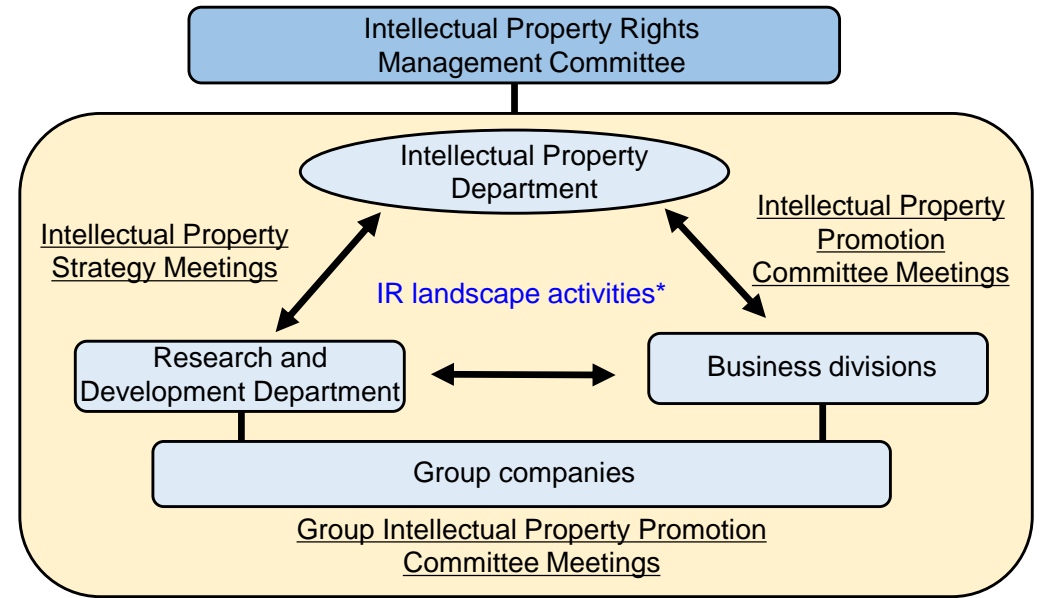 Intellectual Property Rights
Management Committee
Intellectual Property
Department
Intellectual Property
Strategy Meetings
Intellectual Property
Promotion
Committee Meetings
IR landscape activities*
Research and
Development Department
Business divisions
Group companies
Group Intellectual Property Promotion
Committee Meetings